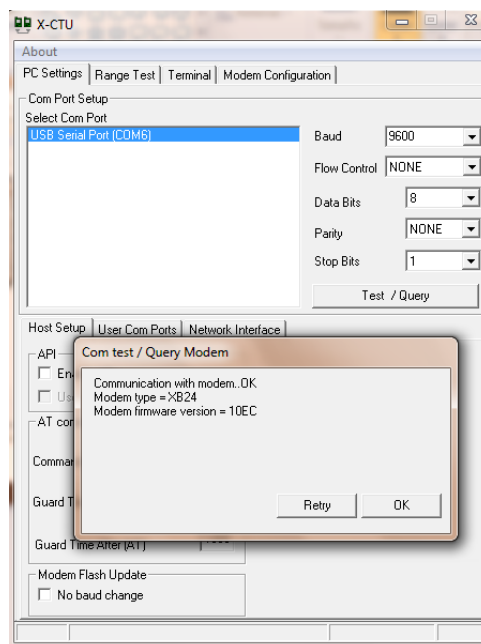 X-CTU
About
PC Settings Range Test Terminal Modem Configuration
Com Port Setup
Select Com Port
USB Serial Port (COM6)
Baud 9600
Flow Control NONE
Data Bits 8
Parity NONE
Stop Bits 1
Test / Query
Host Setup User Com Ports Network Interface
API
Com test / Query Modem
Communication with modem..OK
Modem type = XB24
Modem firmware version = 10EC
AT
Guard
Retry OK
Guard Time After (AT)
Modem Flash Update
No baud change